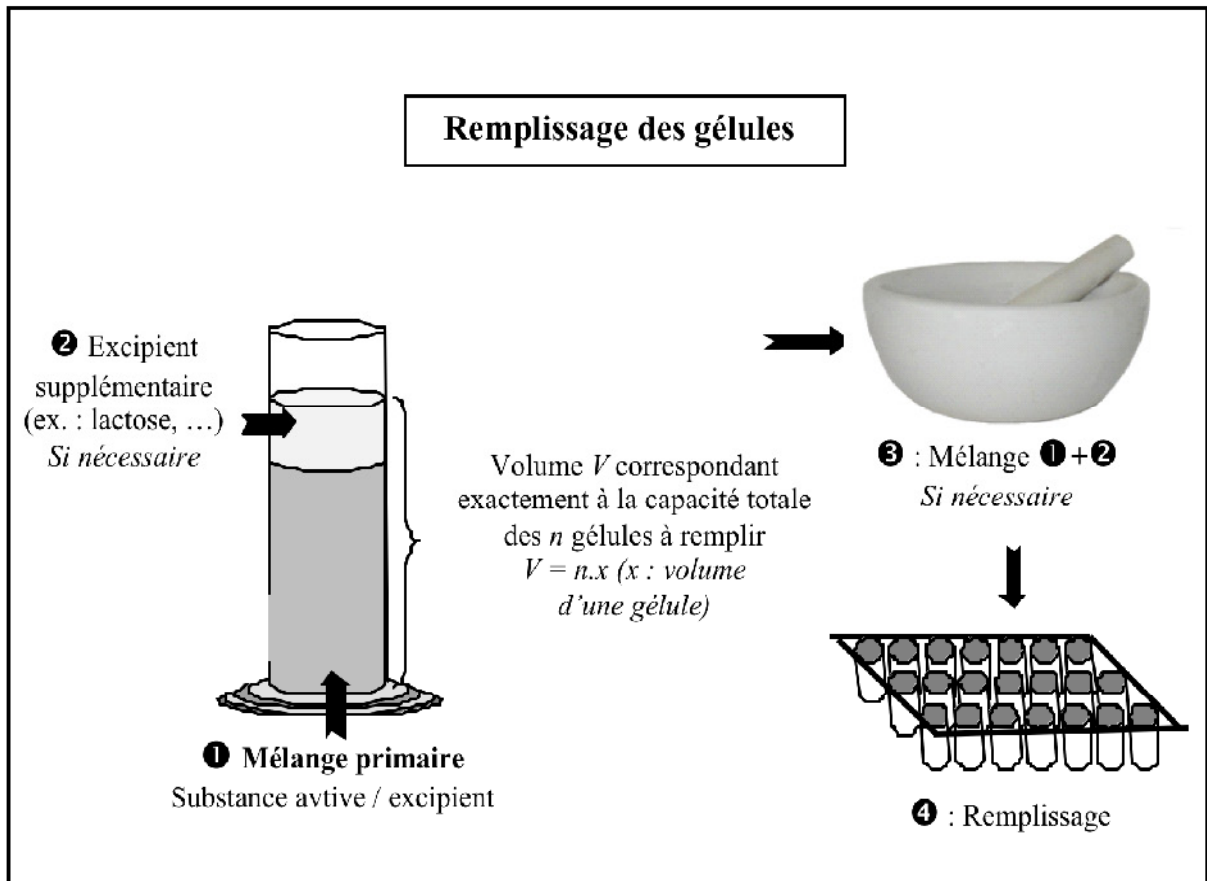 Remplissage des gélules
❷ Excipient
supplémentaire
(ex. : lactose, …)
Si nécessaire
Volume V correspondant
exactement à la capacité totale
des n gélules à remplir
V = n.x (x : volume
d’une gélule)
❶ Mélange primaire
Substance avtive / excipient
❸ : Mélange ❶+❷
Si nécessaire
❹ : Remplissage